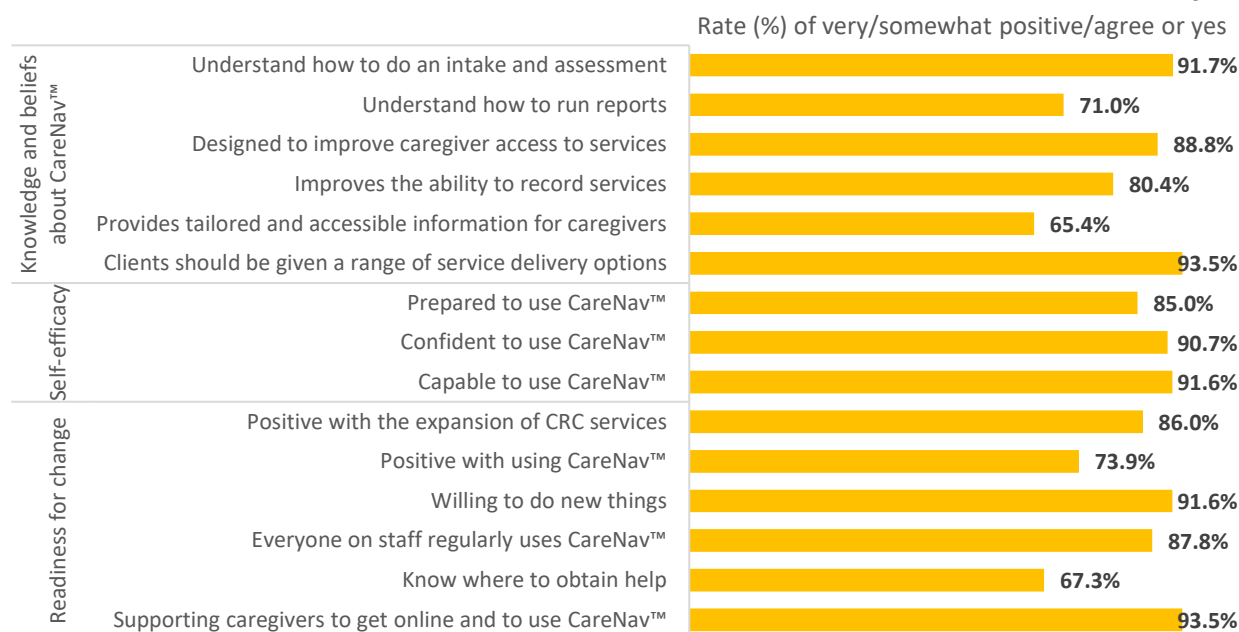 Rate (%) of very/somewhat positive/agree or yes
Knowledge and beliefs
about CareNav™
Understand how to do an intake and assessment 91.7%
Understand how to run reports 71.0%
Designed to improve caregiver access to services 88.8%
Improves the ability to record services 80.4%
Provides tailored and accessible information for caregivers 65.4%
Clients should be given a range of service delivery options 93.5%
Self-efficacy
Prepared to use CareNav™ 85.0%
Confident to use CareNav™ 90.7%
Capable to use CareNav™ 91.6%
Readiness for change
Positive with the expansion of CRC services 86.0%
Positive with using CareNav™ 73.9%
Willing to do new things 91.6%
Everyone on staff regularly uses CareNav™ 87.8%
Know where to obtain help 67.3%
Supporting caregivers to get online and to use CareNav™ 93.5%